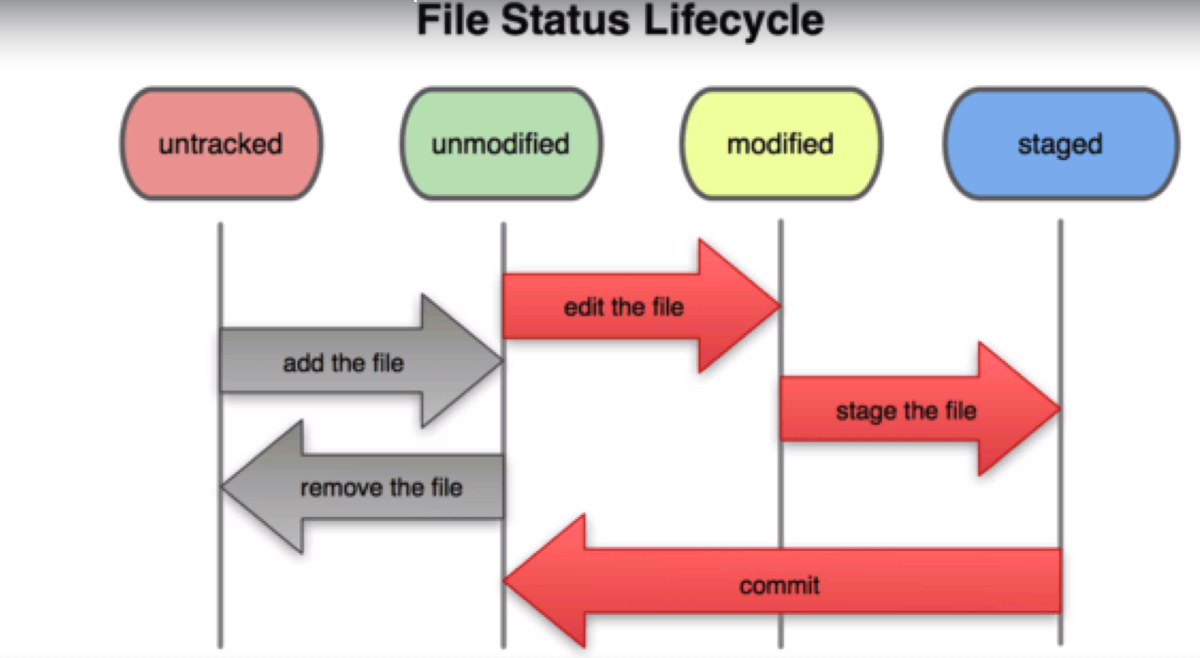 File Status Lifecycle
untracked
unmodified
modified
staged
edit the file
add the file
stage the file
remove the file
commit